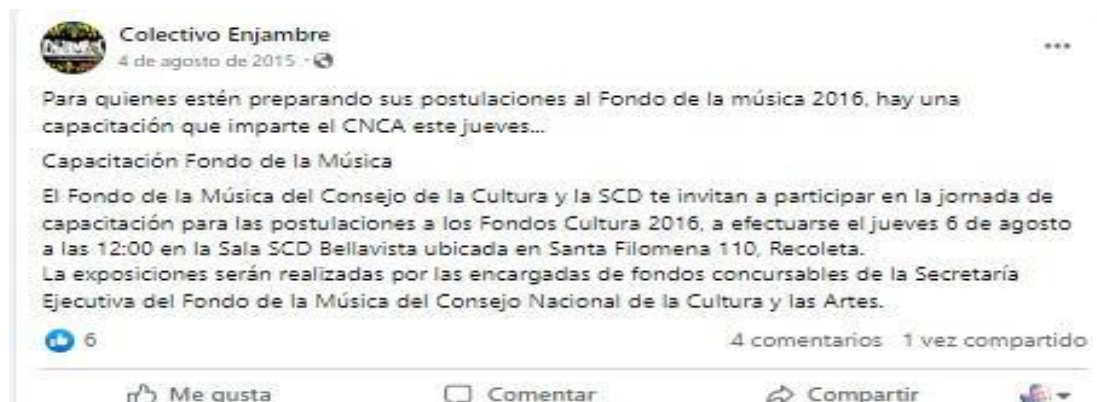 Colectivo Enjambre
4 de agosto de 2015 ·
Para quienes estén preparando sus postulaciones al Fondo de la música 2016, hay una
capacitación que imparte el CNCA este jueves...
Capacitación Fondo de la Música
El Fondo de la Música del Consejo de la Cultura y la SCD te invitan a participar en la jornada de
capacitación para las postulaciones a los Fondos Cultura 2016, a efectuarse el jueves 6 de agosto
a las 12:00 en la Sala SCD Bellavista ubicada en Santa Filomena 110, Recoleta.
La exposiciones serán realizadas por las encargadas de fondos concursables de la Secretaría
Ejecutiva del Fondo de la Música del Consejo Nacional de la Cultura y las Artes.
6 4 comentarios 1 vez compartido
Me gusta Comentar Compartir